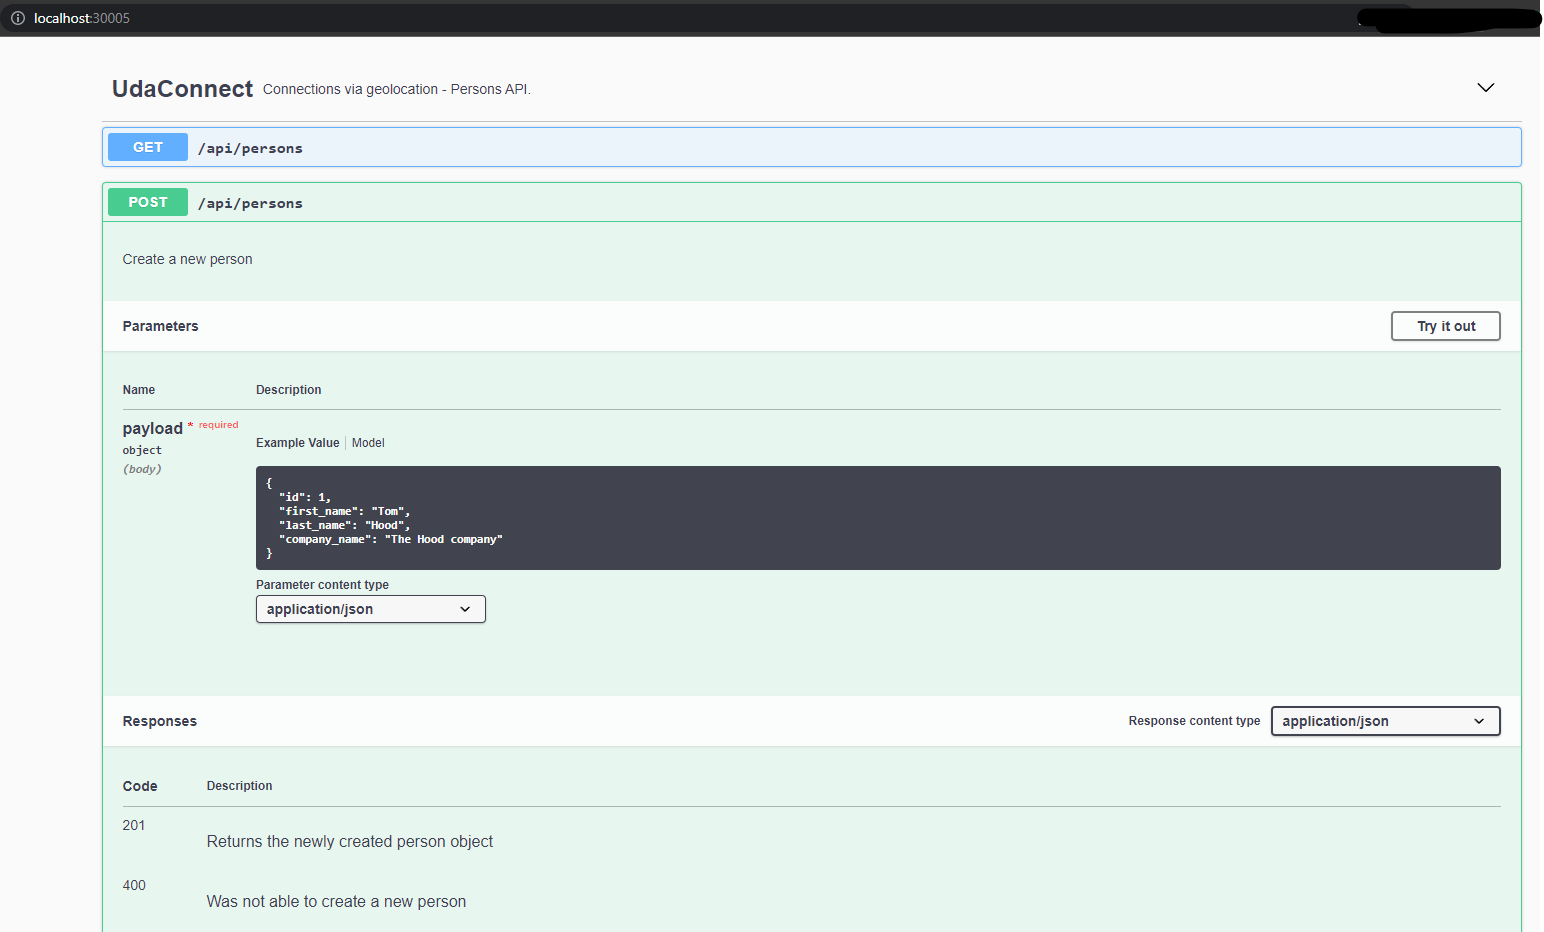 localhost:30005
UdaConnect Connections via geolocation - Persons API.
GET /api/persons
POST /api/persons
Create a new person
Parameters Try it out
Name Description
payload * required
object
(body)
Example Value Model
{
"id": 1,
"first_name": "Tom",
"last_name": "Hood",
"company_name": "The Hood company"
}
Parameter content type
application/json
Responses Response content type application/json
Code Description
201
Returns the newly created person object
400
Was not able to create a new person